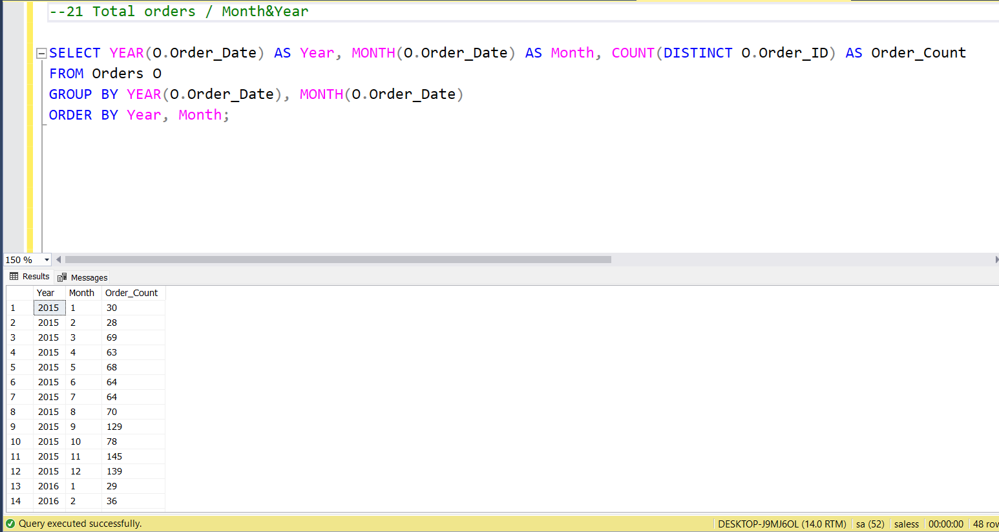 --21 Total orders / Month&Year
SELECT YEAR(O.Order_Date) AS Year, MONTH(O.Order_Date) AS Month, COUNT(DISTINCT O.Order_ID) AS Order_Count
FROM Orders O
GROUP BY YEAR(O.Order_Date), MONTH(O.Order_Date)
ORDER BY Year, Month;
150 %
Results Messages
Year Month Order_Count
1 2015 1 30
2 2015 2 28
3 2015 3 69
4 2015 4 63
5 2015 5 68
6 2015 6 64
7 2015 7 64
8 2015 8 70
9 2015 9 129
10 2015 10 78
11 2015 11 145
12 2015 12 139
13 2016 1 29
14 2016 2 36
Query executed successfully. DESKTOP-J9MJ6OL (14.0 RTM) sa (52) saless 00:00:00 48 rov